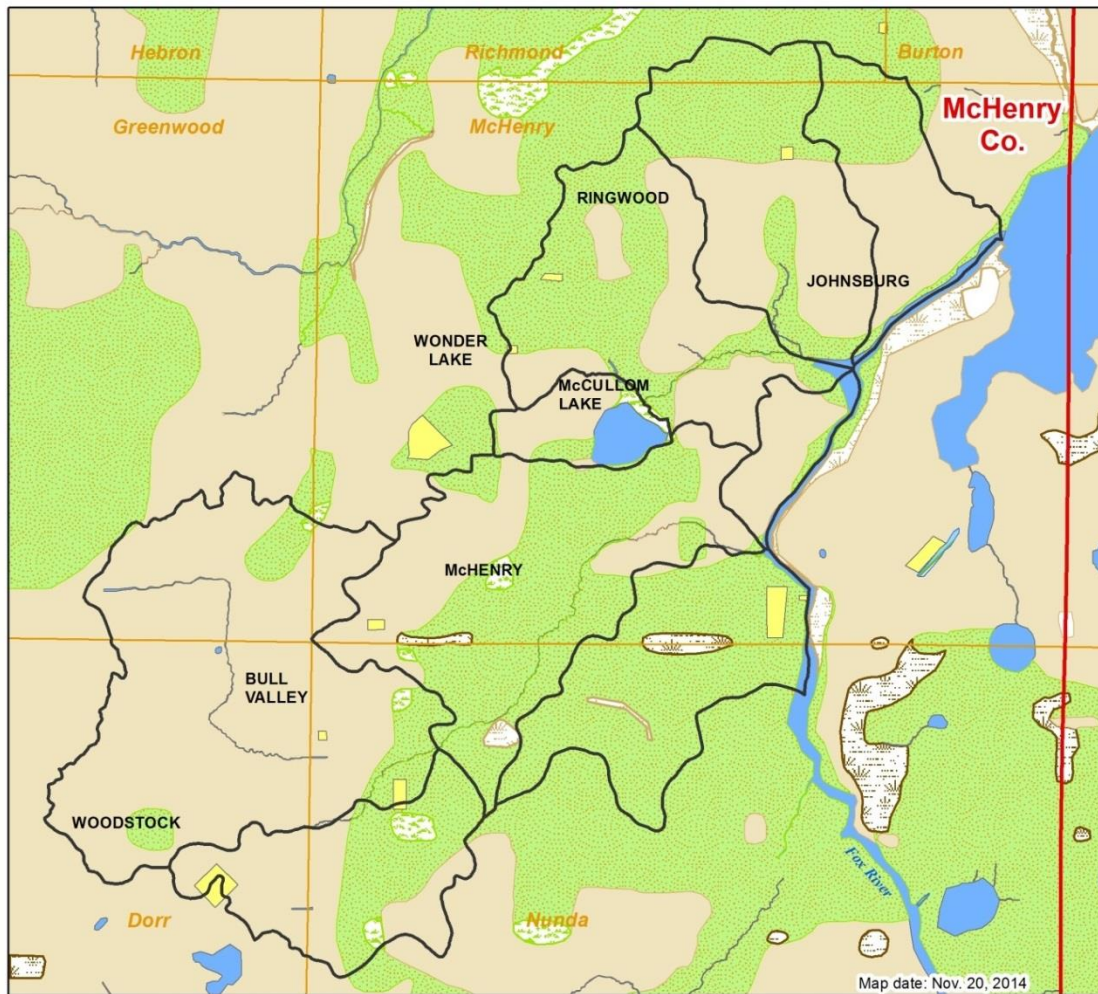 Hebron
Richmond
Burton
Greenwood
McHenry
McHenry
Co.
RINGWOOD
JOHNSBURG
WONDER
LAKE
McCULLOM
LAKE
McHENRY
BULL
VALLEY
WOODSTOCK
Fox River
Dorr
Nunda
Map date: Nov. 20, 2014